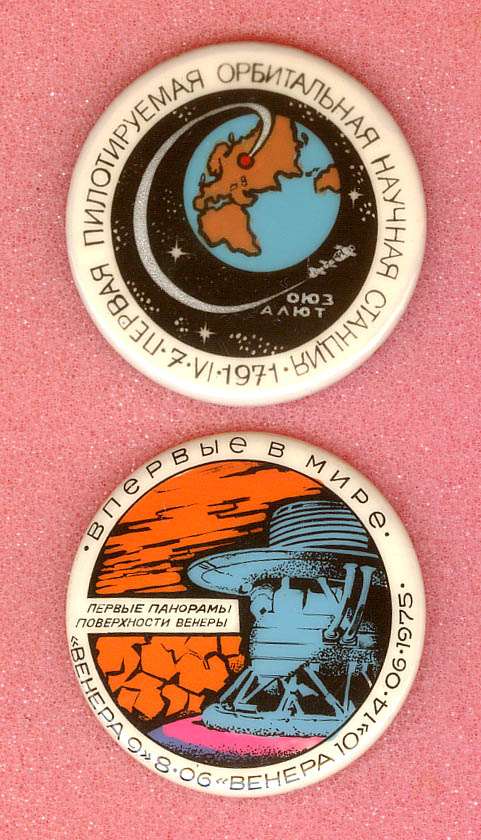 ПЕРВАЯ ПИЛОТИРУЕМАЯ ОРБИТАЛЬНАЯ НАУЧНАЯ СТАНЦИЯ · 7 · VI · 1971 ·
ОЮЗ
АЛЮТ
· ВПЕРВЫЕ В МИРЕ ·
ПЕРВЫЕ ПАНОРАМЫ
ПОВЕРХНОСТИ ВЕНЕРЫ
«ВЕНЕРА 9» 8 · 06 «ВЕНЕРА 10» 14 · 06 · 1975 ·